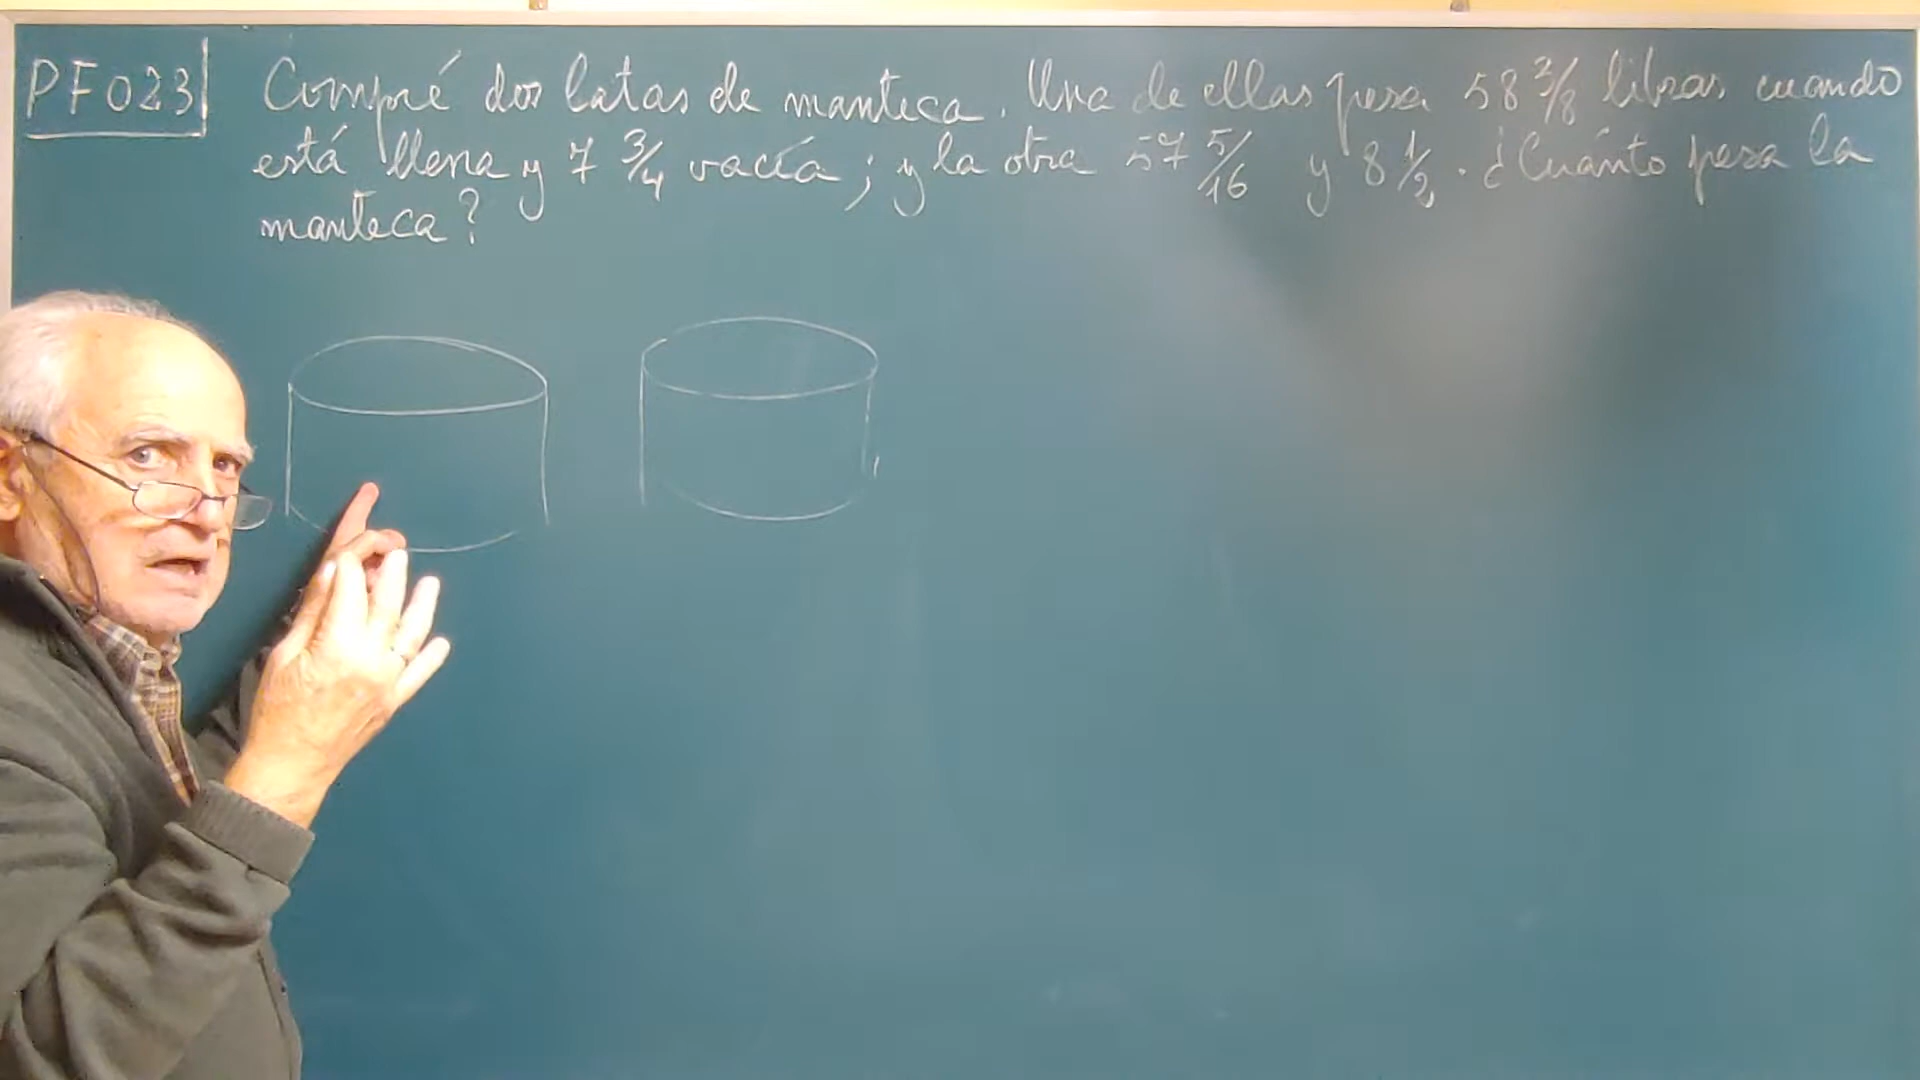 PF023
Compré dos latas de manteca. Una de ellas pesa 58 3/8 libras cuando
está llena y 7 3/4 vacía; y la otra 57 5/16 y 8 1/2. ¿Cuánto pesa la
manteca?